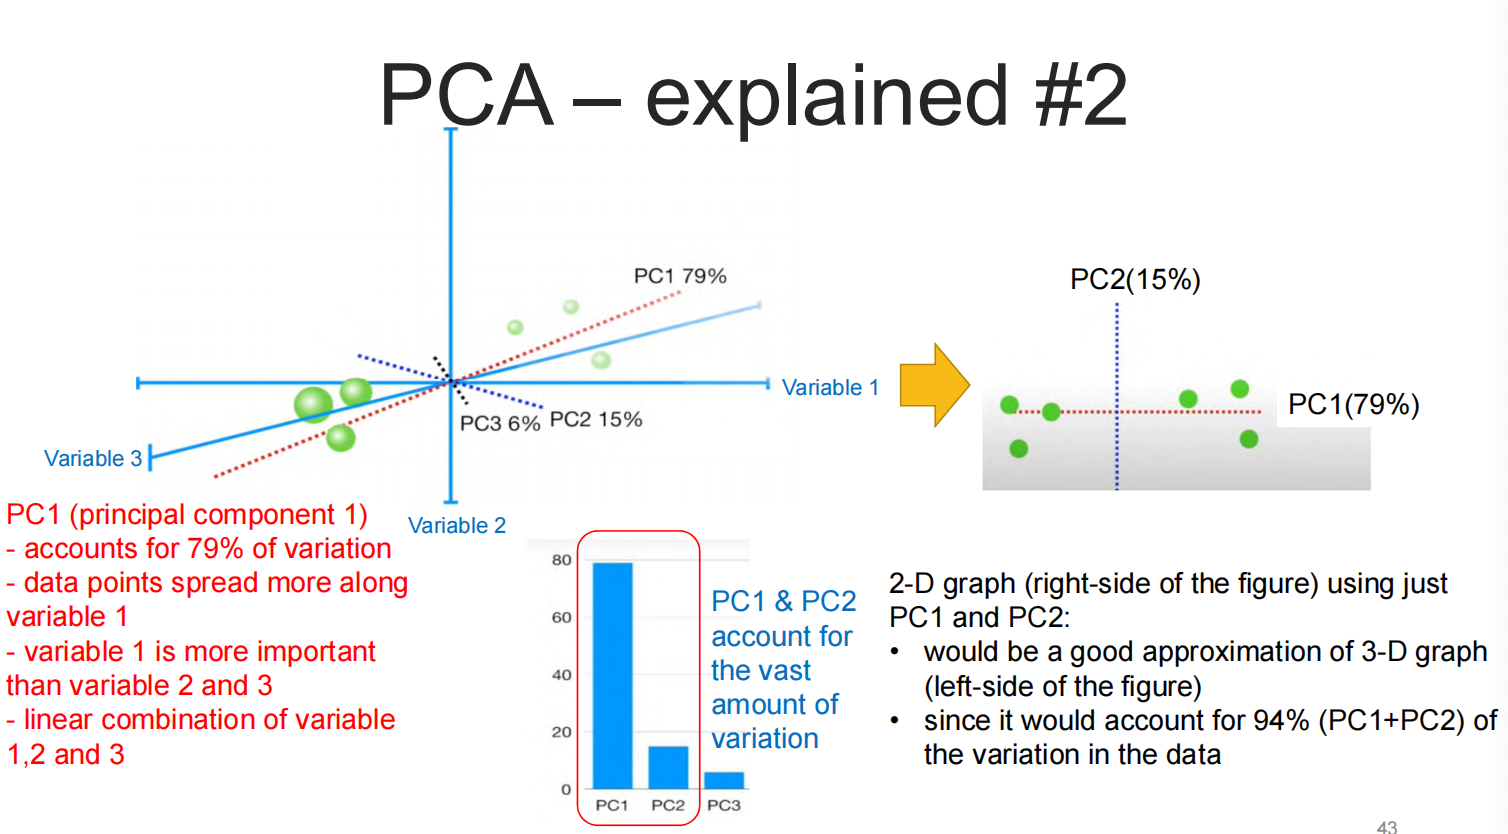 PCA – explained #2
PC1 79%
Variable 1
PC3 6%
PC2 15%
Variable 3
Variable 2
PC2(15%)
PC1(79%)
PC1 (principal component 1)
- accounts for 79% of variation
- data points spread more along
variable 1
- variable 1 is more important
than variable 2 and 3
- linear combination of variable
1,2 and 3
80
60
40
20
0
PC1 PC2 PC3
PC1 & PC2
account for
the vast
amount of
variation
2-D graph (right-side of the figure) using just
PC1 and PC2:
• would be a good approximation of 3-D graph
(left-side of the figure)
• since it would account for 94% (PC1+PC2) of
the variation in the data
43